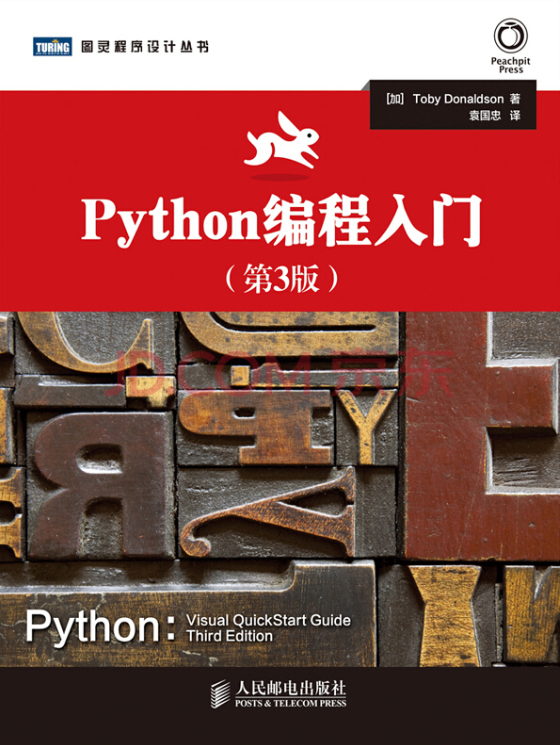 TURING 图灵程序设计丛书
Peachpit
Press
[加] Toby Donaldson 著
袁国忠 译
Python编程入门
（第3版）
JD.COM 京东
Python: Visual QuickStart Guide
Third Edition
人民邮电出版社
POSTS & TELECOM PRESS